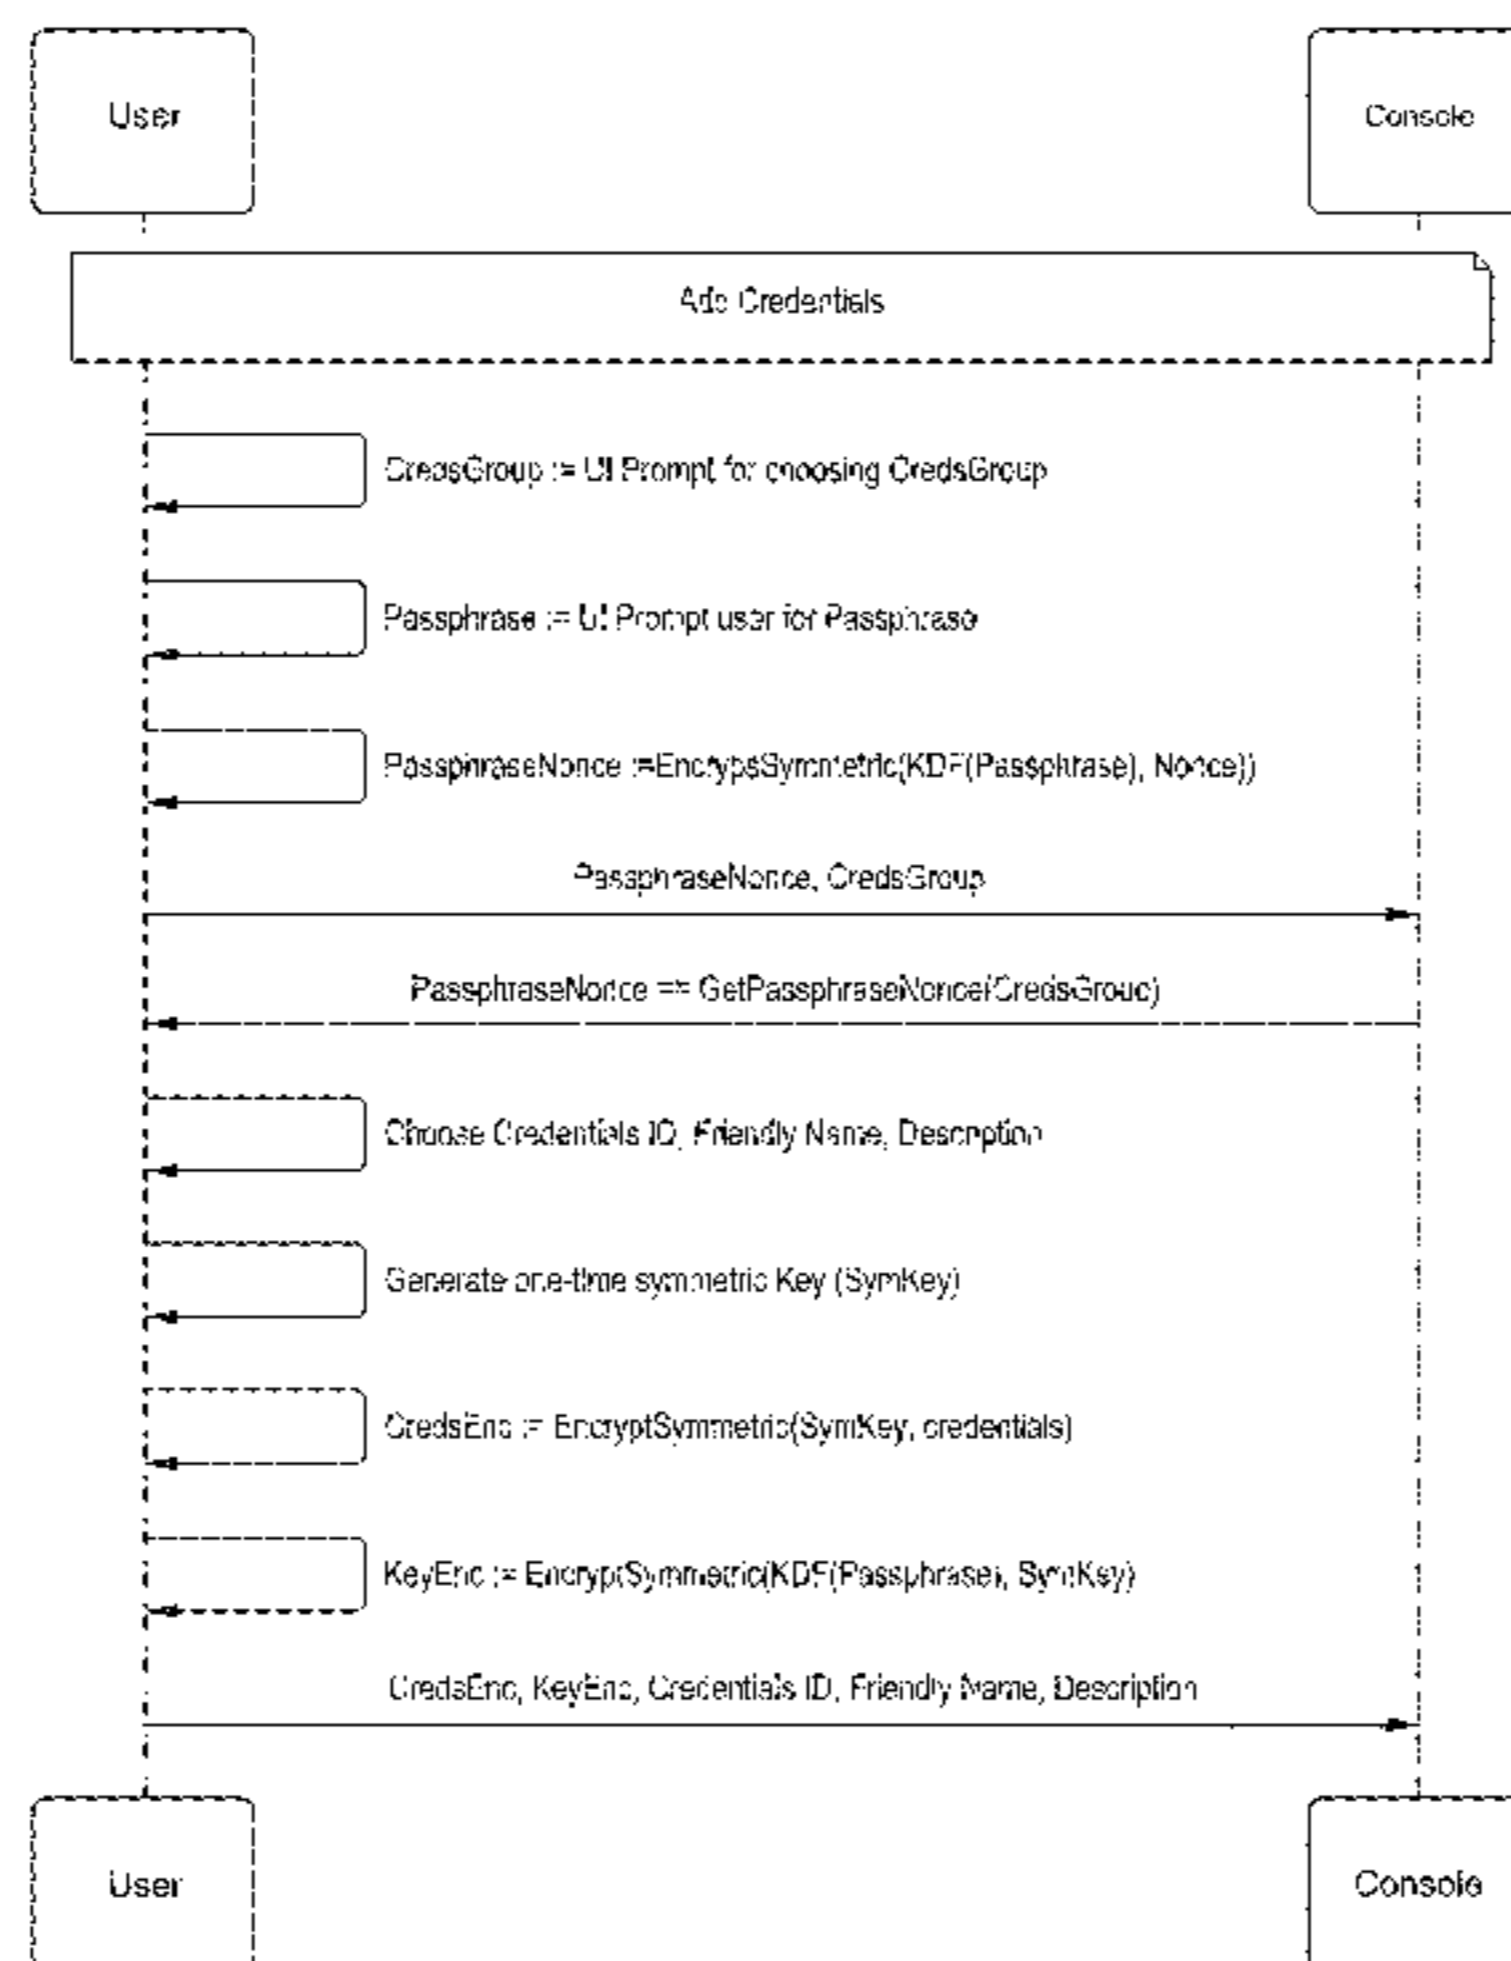 User
Console
Add Credentials
CredsGroup := UI Prompt for choosing CredsGroup
Passphrase := UI Prompt user for Passphrase
PassphraseNonce :=EncrypsSymmetric(KDF(Passphrase), Nonce))
PassphraseNonce, CredsGroup
PassphraseNonce == GetPassphraseNonce(CredsGroup)
Choose Credentials ID, Friendly Name, Description
Generate one-time symmetric Key (SymKey)
CredsEnc := EncryptSymmetric(SymKey, credentials)
KeyEnc := EncryptSymmetric(KDF(Passphrase), SymKey)
CredsEnc, KeyEnc, Credentials ID, Friendly Name, Description
User
Console